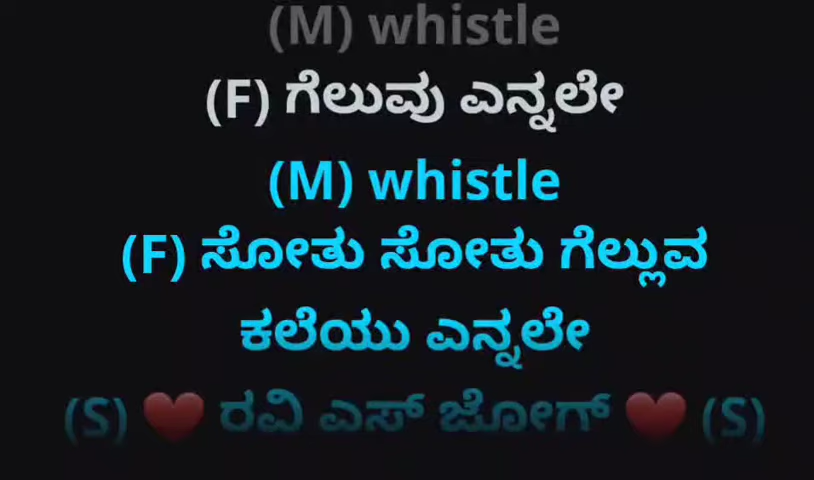 (M) whistle
(F) ಗೆಲುವು ಎನ್ನಲೇ
(M) whistle
(F) ಸೋತು ಸೋತು ಗೆಲ್ಲುವ
ಕಲೆಯು ಎನ್ನಲೇ
(S) ❤️ ರವಿ ಎಸ್ ಜೋಗ್ ❤️ (S)